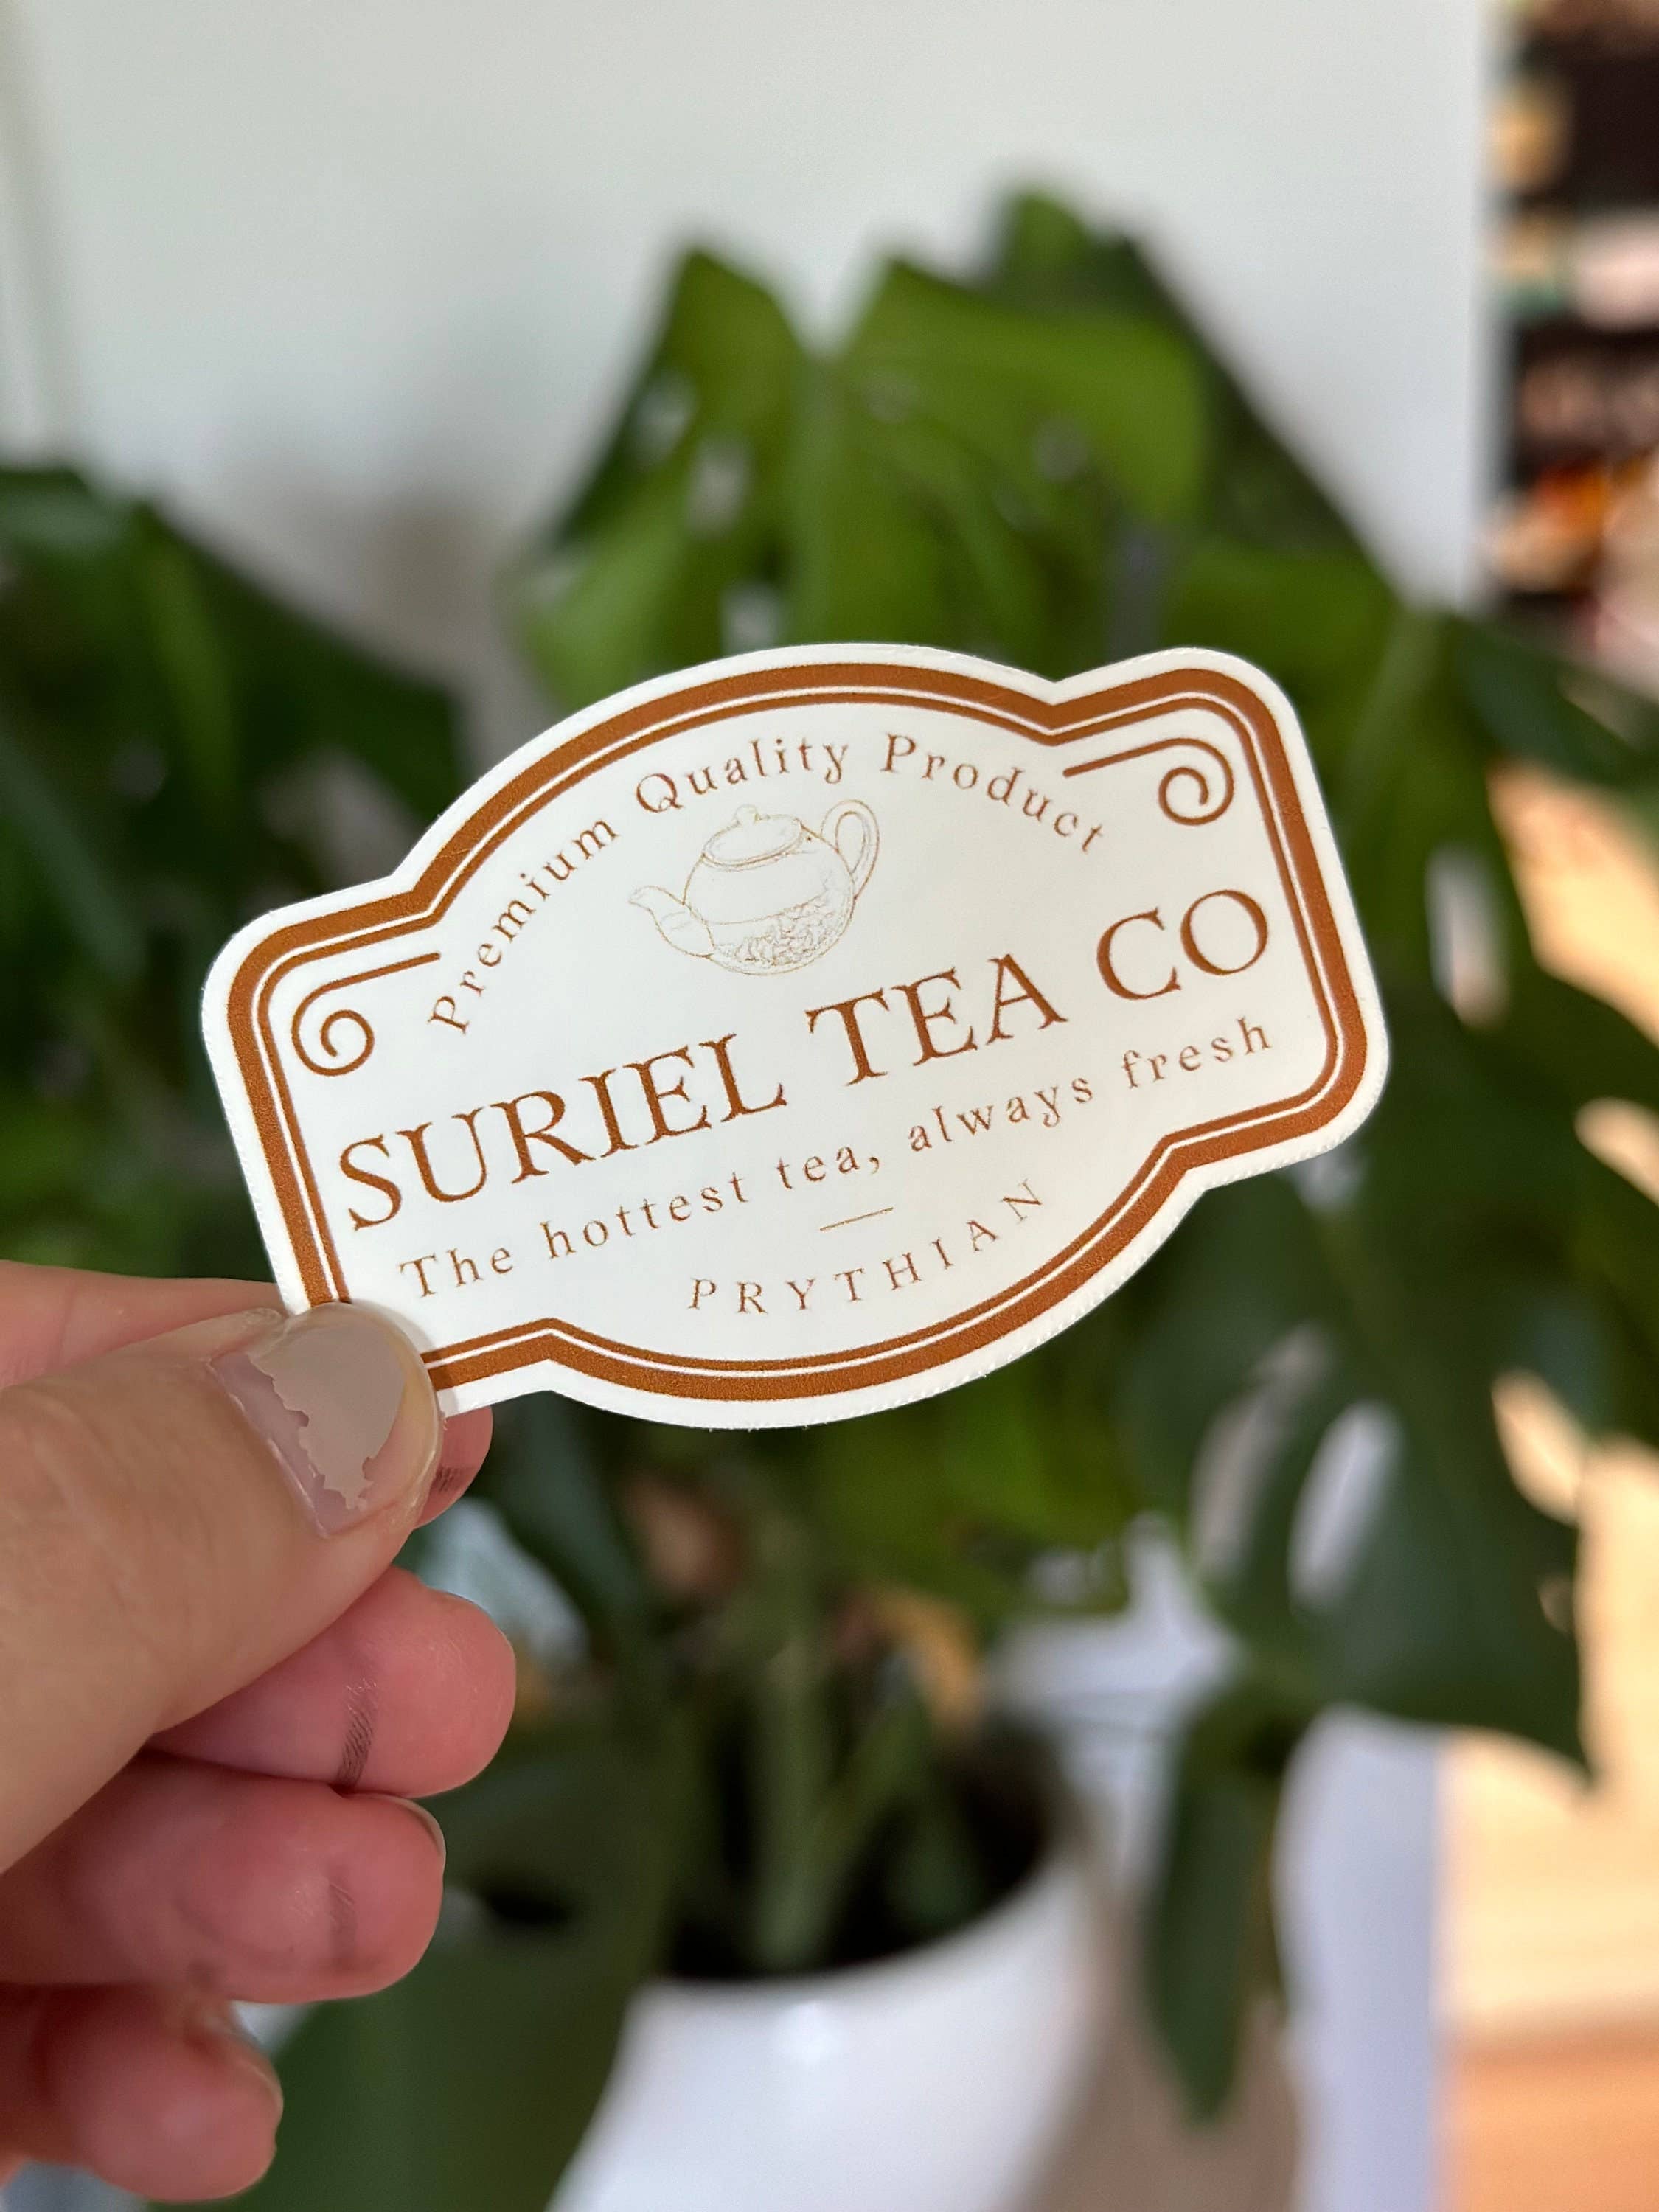 Premium Quality Product
SURIEL TEA CO
The hottest tea, always fresh
PRYTHIAN